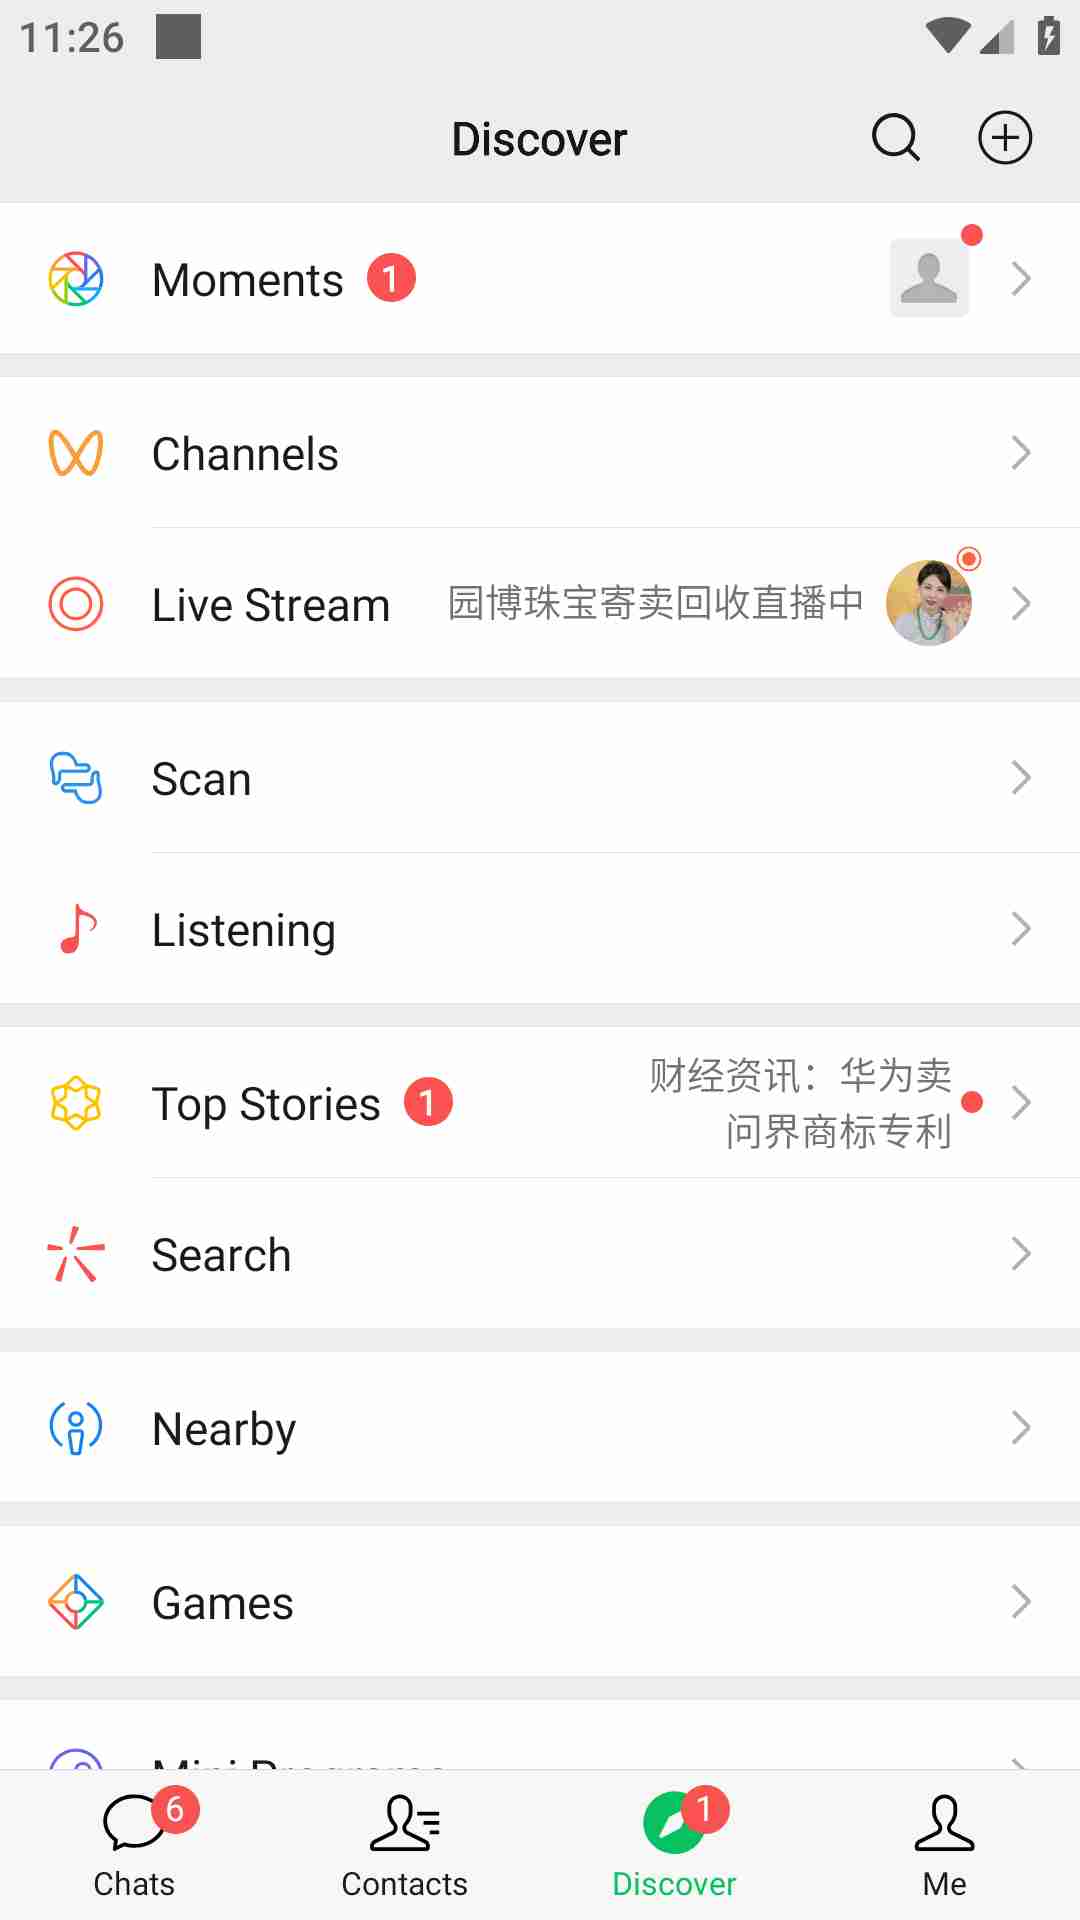 11:26
Discover
Moments 1
Channels
Live Stream 园博珠宝寄卖回收直播中
Scan
Listening
Top Stories 1 财经资讯：华为卖
问界商标专利
Search
Nearby
Games
Mini Programs
6 1
Chats Contacts Discover Me